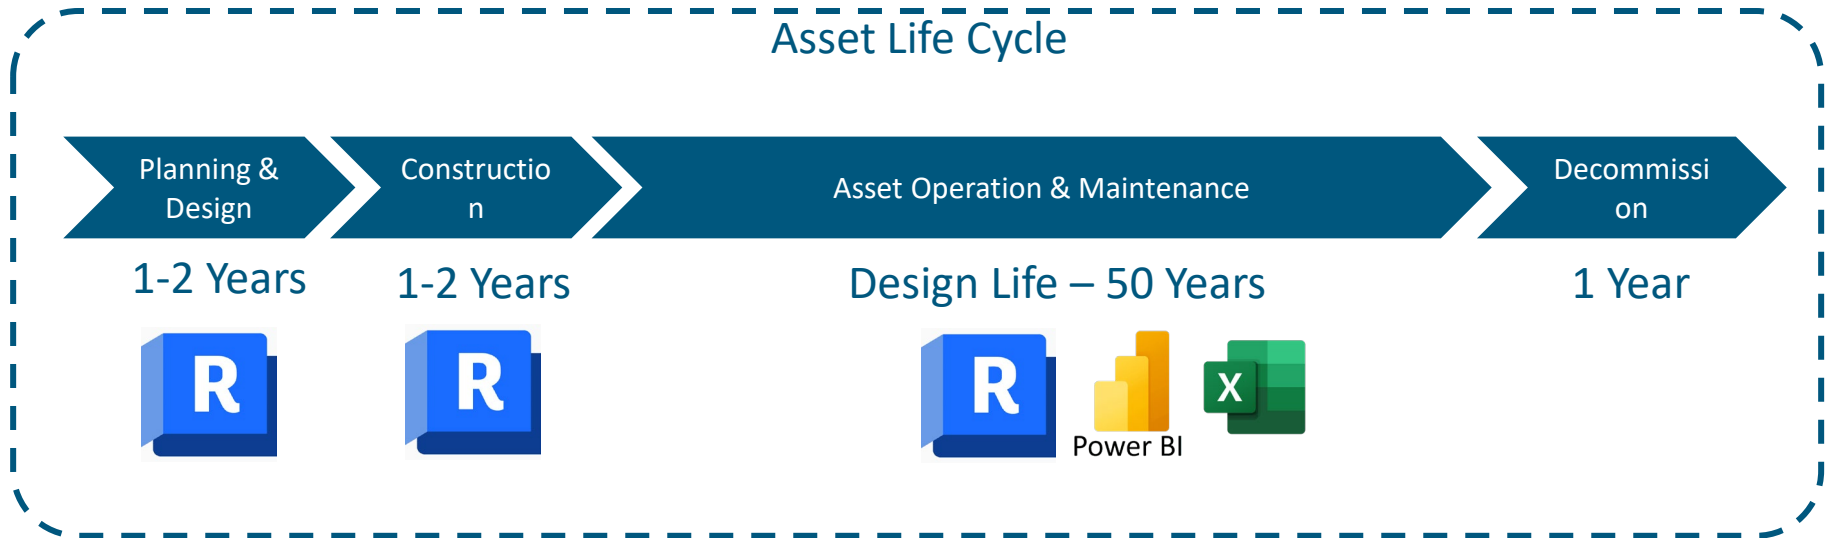 Asset Life Cycle
Planning &
Design
Constructio
n
Asset Operation & Maintenance
Decommissi
on
1-2 Years
1-2 Years
Design Life – 50 Years
1 Year
R
R
R
X
Power BI